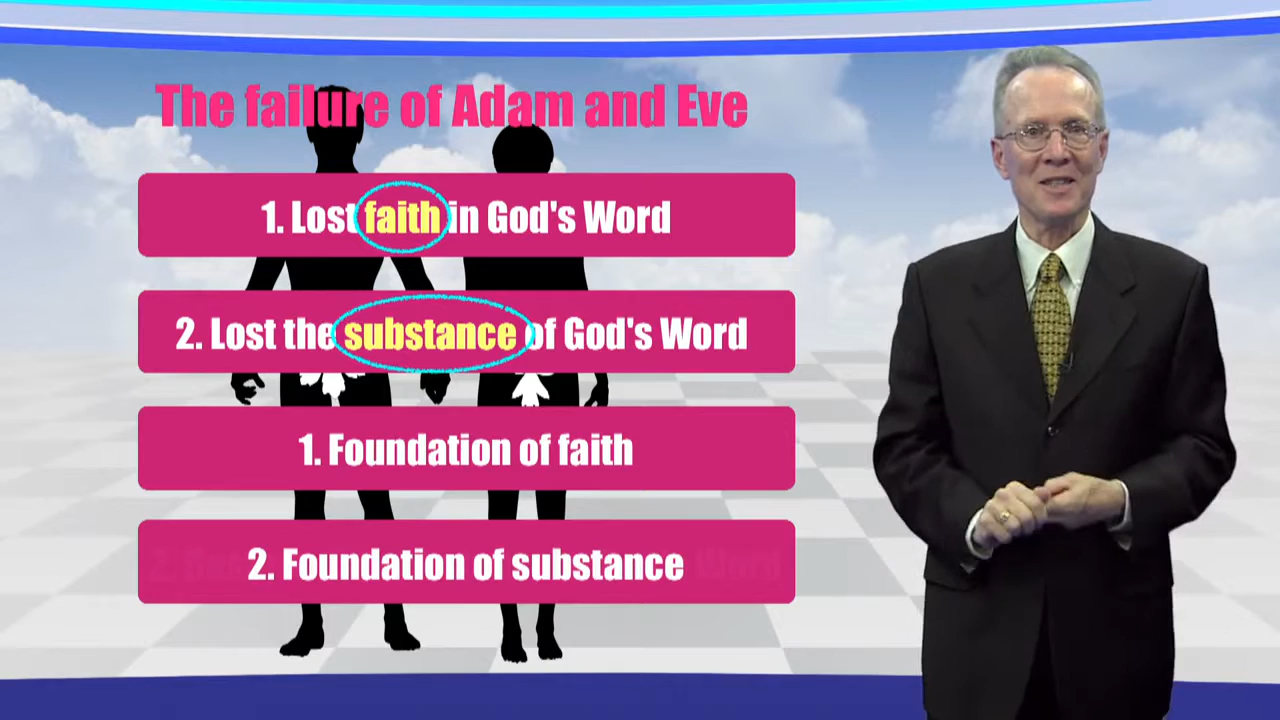 The failure of Adam and Eve
1. Lost faith in God's Word
2. Lost the substance of God's Word
1. Foundation of faith
2. Foundation of substance